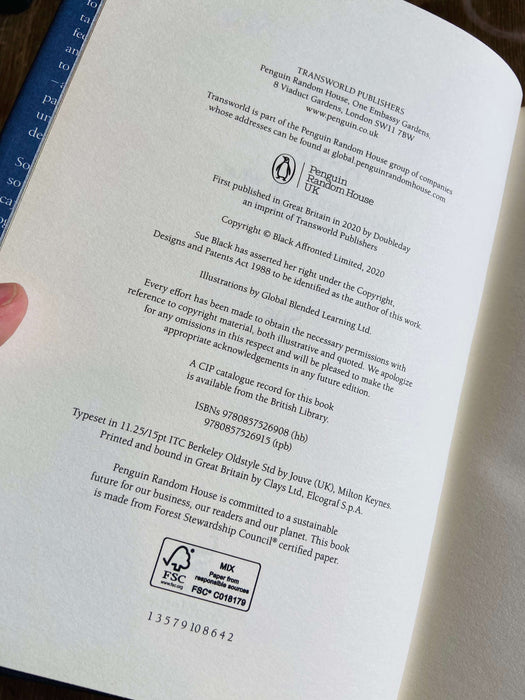 to
ta
fee
an
to
– a
pa
un
de
So
so
ca
TRANSWORLD PUBLISHERS
Penguin Random House, One Embassy Gardens,
8 Viaduct Gardens, London SW11 7BW
www.penguin.co.uk
Transworld is part of the Penguin Random House group of companies
whose addresses can be found at global.penguinrandomhouse.com
Penguin
Random House
UK
First published in Great Britain in 2020 by Doubleday
an imprint of Transworld Publishers
Copyright © Black Affronted Limited, 2020
Sue Black has asserted her right under the Copyright,
Designs and Patents Act 1988 to be identified as the author of this work.
Illustrations by Global Blended Learning Ltd.
Every effort has been made to obtain the necessary permissions with
reference to copyright material, both illustrative and quoted. We apologize
for any omissions in this respect and will be pleased to make the
appropriate acknowledgements in any future edition.
A CIP catalogue record for this book
is available from the British Library.
ISBNs 9780857526908 (hb)
9780857526915 (tpb)
Typeset in 11.25/15pt ITC Berkeley Oldstyle Std by Jouve (UK), Milton Keynes.
Printed and bound in Great Britain by Clays Ltd, Elcograf S.p.A.
Penguin Random House is committed to a sustainable
future for our business, our readers and our planet. This book
is made from Forest Stewardship Council® certified paper.
FSC
www.fsc.org
MIX
Paper from
responsible sources
FSC® C018179
1 3 5 7 9 10 8 6 4 2